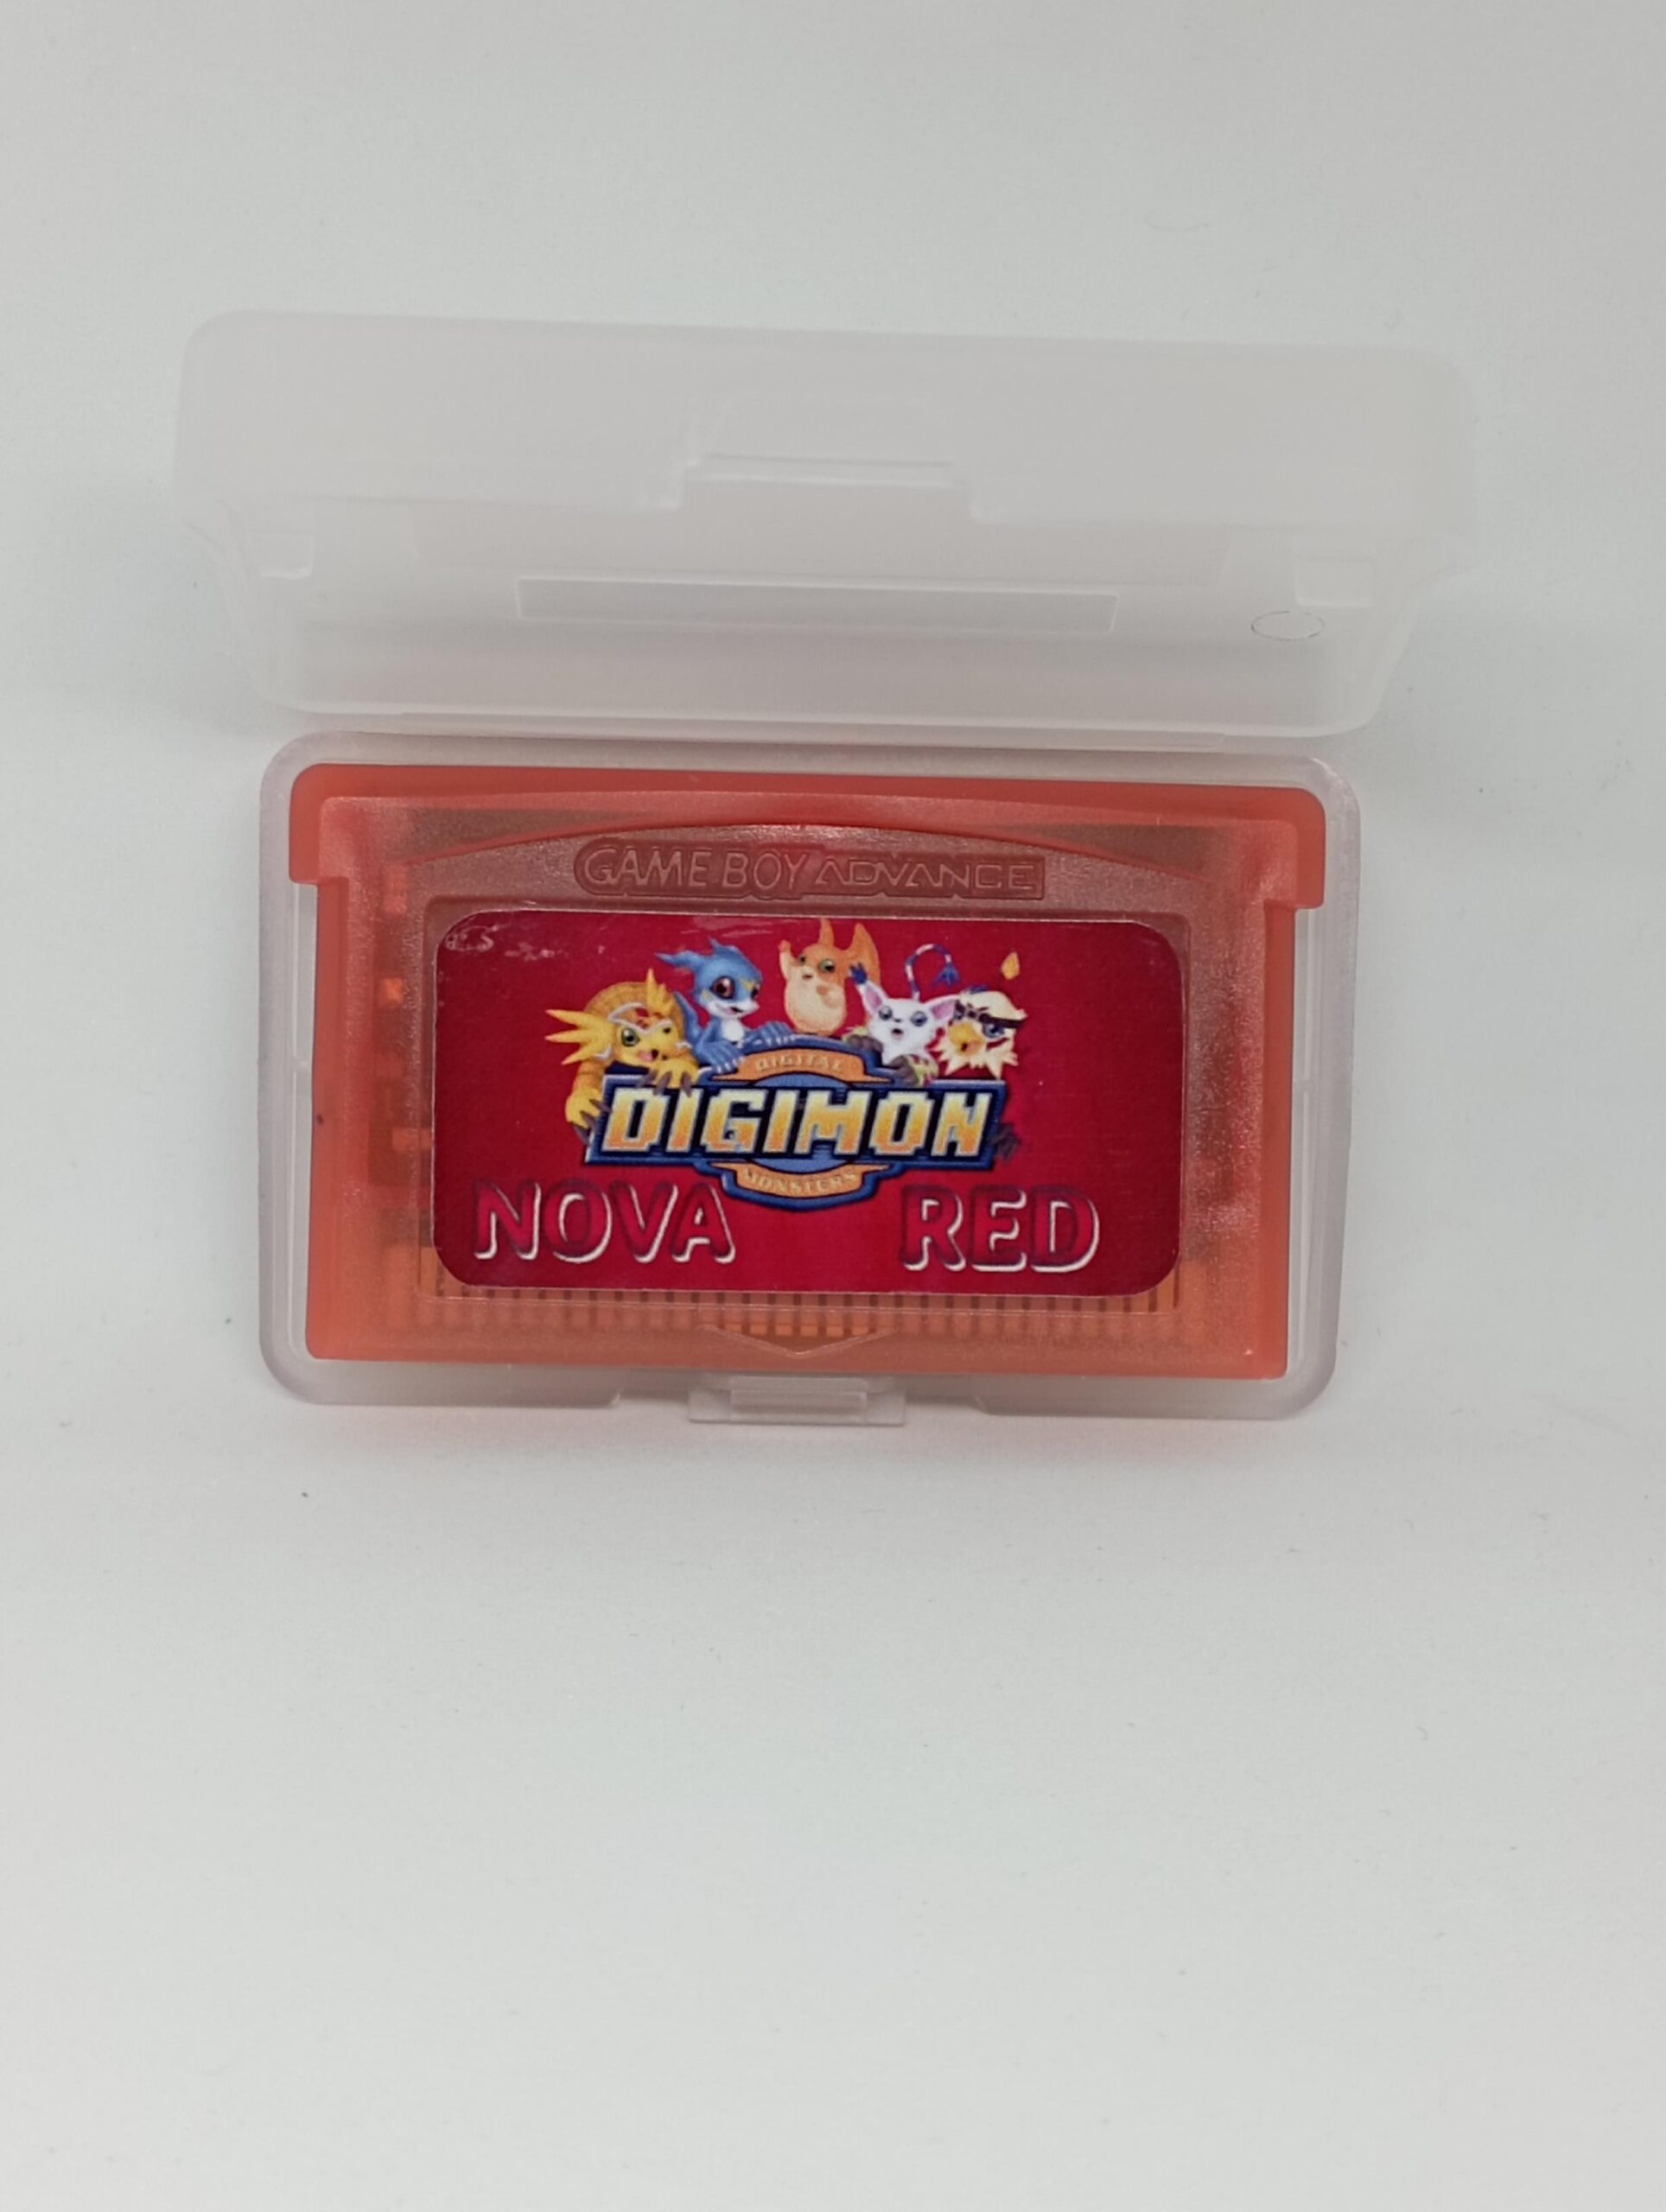 GAME BOY ADVANCE
DIGITAL
DIGIMON
MONSTERS
NOVA RED